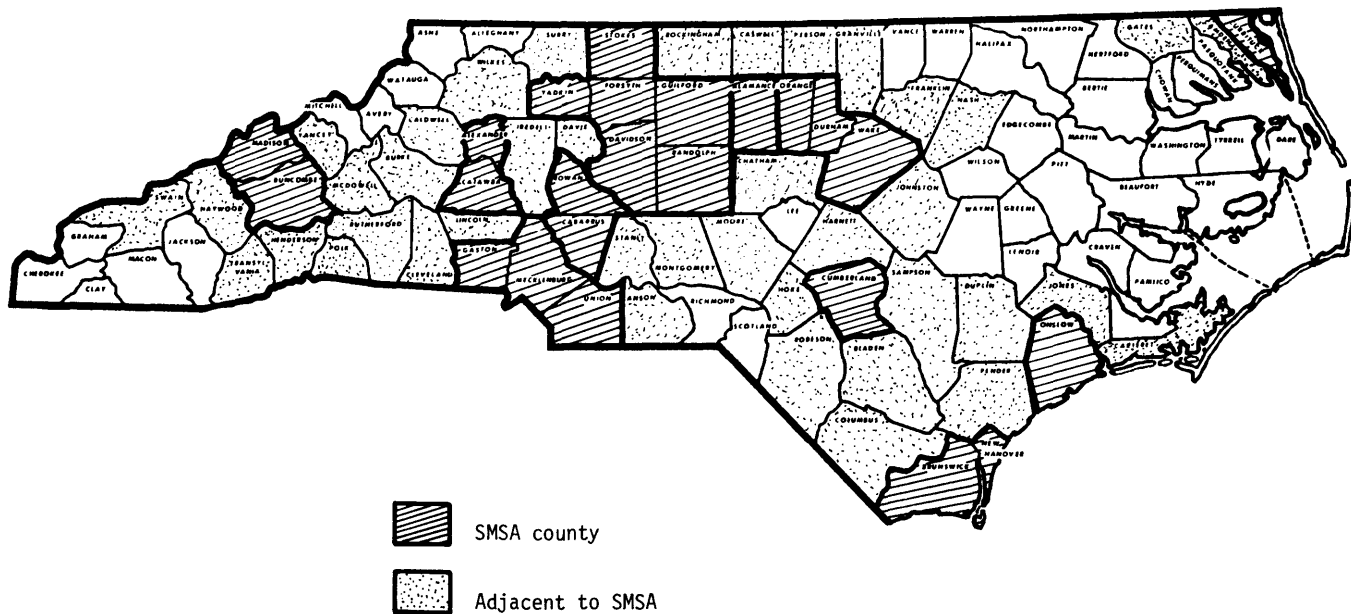 ASHE
ALLEGHANY
SURRY
STOKES
ROCKINGHAM
CASWELL
PERSON
GRANVILLE
VANCE
WARREN
NORTHAMPTON
HALIFAX
HERTFORD
GATES
PASQUOTANK
PERQUIMANS
CHOWAN
BERTIE
WATAUGA
WILKES
YADKIN
FORSYTH
GUILFORD
ALAMANCE
ORANGE
DURHAM
FRANKLIN
NASH
EDGECOMBE
MARTIN
WASHINGTON
TYRRELL
DARE
MITCHELL
AVERY
CALDWELL
ALEXANDER
IREDELL
DAVIE
DAVIDSON
RANDOLPH
CHATHAM
WAKE
WILSON
PITT
BEAUFORT
HYDE
MADISON
YANCEY
BURKE
BUNCOMBE
MCDOWELL
CATAWBA
ROWAN
JOHNSTON
SWAIN
HAYWOOD
RUTHERFORD
LINCOLN
CABARRUS
STANLY
MOORE
LEE
HARNETT
WAYNE
GREENE
LENOIR
CRAVEN
PAMLICO
GRAHAM
JACKSON
HENDERSON
POLK
CLEVELAND
GASTON
MECKLENBURG
MONTGOMERY
CHEROKEE
MACON
CLAY
TRANSYL
VANIA
UNION
ANSON
RICHMOND
SCOTLAND
HOKE
CUMBERLAND
SAMPSON
DUPLIN
JONES
ONSLOW
CARTERET
ROBESON
BLADEN
PENDER
COLUMBUS
BRUNSWICK
NEW
HANOVER
SMSA county
Adjacent to SMSA